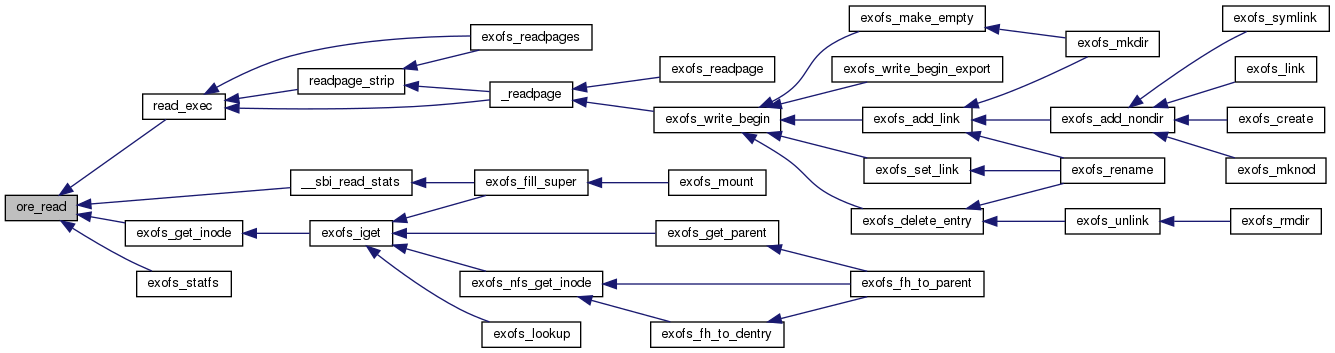 exofs_make_empty
exofs_symlink
exofs_readpages
exofs_mkdir
readpage_strip
exofs_readpage
exofs_write_begin_export
exofs_link
read_exec
_readpage
exofs_write_begin
exofs_add_link
exofs_add_nondir
exofs_create
exofs_set_link
exofs_rename
exofs_mknod
__sbi_read_stats
exofs_fill_super
exofs_mount
ore_read
exofs_delete_entry
exofs_unlink
exofs_rmdir
exofs_get_inode
exofs_iget
exofs_get_parent
exofs_statfs
exofs_nfs_get_inode
exofs_fh_to_parent
exofs_lookup
exofs_fh_to_dentry